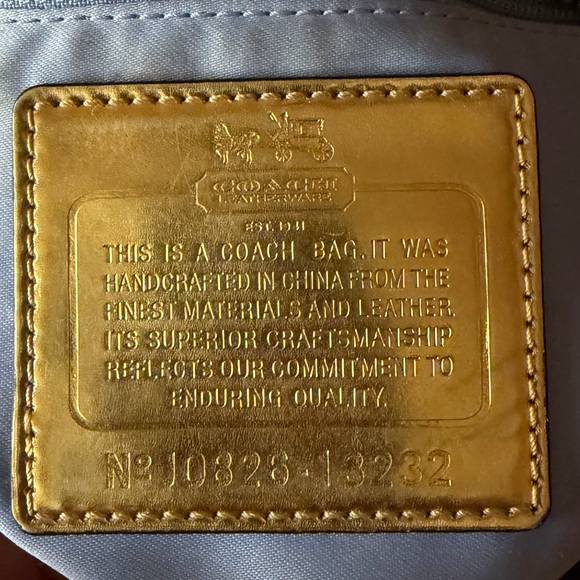 COACH
LEATHERWARE
EST. 1941
THIS IS A COACH BAG. IT WAS
HANDCRAFTED IN CHINA FROM THE
FINEST MATERIALS AND LEATHER.
ITS SUPERIOR CRAFTSMANSHIP
REFLECTS OUR COMMITMENT TO
ENDURING QUALITY.
Nº J0826-13232